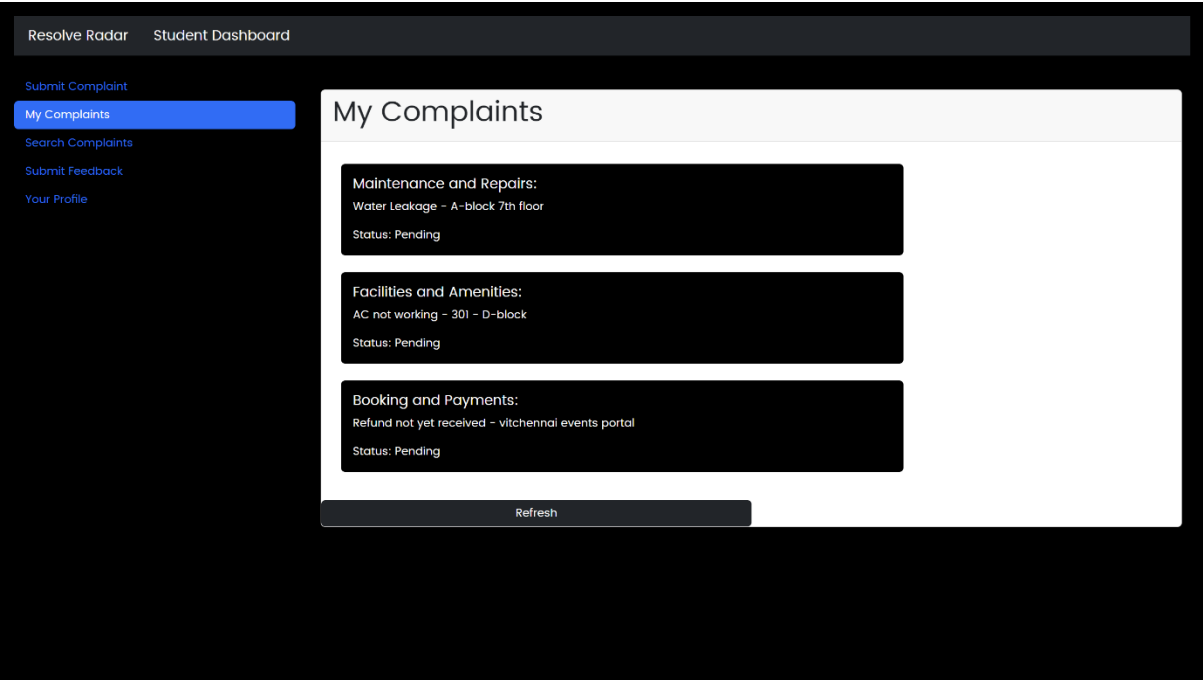 Resolve Radar Student Dashboard
Submit Complaint
My Complaints
Search Complaints
Submit Feedback
Your Profile
My Complaints
Maintenance and Repairs:
Water Leakage - A-block 7th floor
Status: Pending
Facilities and Amenities:
AC not working - 301 - D-block
Status: Pending
Booking and Payments:
Refund not yet received - vitchennai events portal
Status: Pending
Refresh